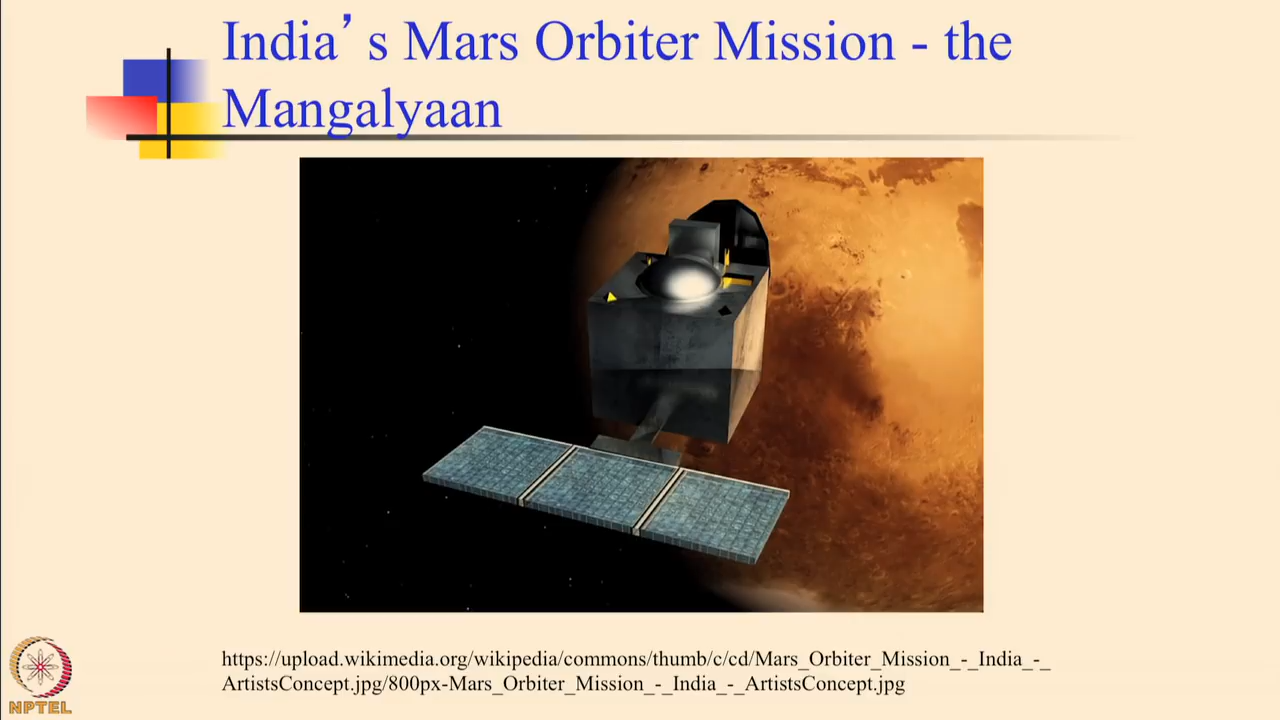 India’s Mars Orbiter Mission - the
Mangalyaan
https://upload.wikimedia.org/wikipedia/commons/thumb/c/cd/Mars_Orbiter_Mission_-_India_-_
ArtistsConcept.jpg/800px-Mars_Orbiter_Mission_-_India_-_ArtistsConcept.jpg
NPTEL